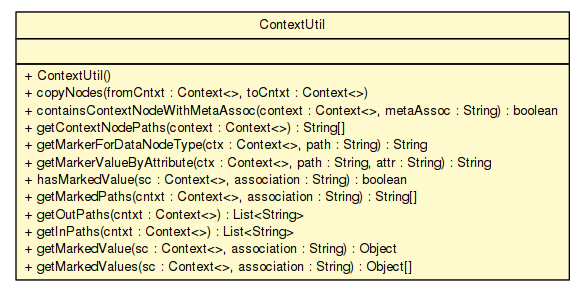 ContextUtil
+ ContextUtil()
+ copyNodes(fromCntxt : Context<>, toCntxt : Context<>)
+ containsContextNodeWithMetaAssoc(context : Context<>, metaAssoc : String) : boolean
+ getContextNodePaths(context : Context<>) : String[]
+ getMarkerForDataNodeType(ctx : Context<>, path : String) : String
+ getMarkerValueByAttribute(ctx : Context<>, path : String, attr : String) : String
+ hasMarkedValue(sc : Context<>, association : String) : boolean
+ getMarkedPaths(cntxt : Context<>, association : String) : String[]
+ getOutPaths(cntxt : Context<>) : List<String>
+ getInPaths(cntxt : Context<>) : List<String>
+ getMarkedValue(sc : Context<>, association : String) : Object
+ getMarkedValues(sc : Context<>, association : String) : Object[]